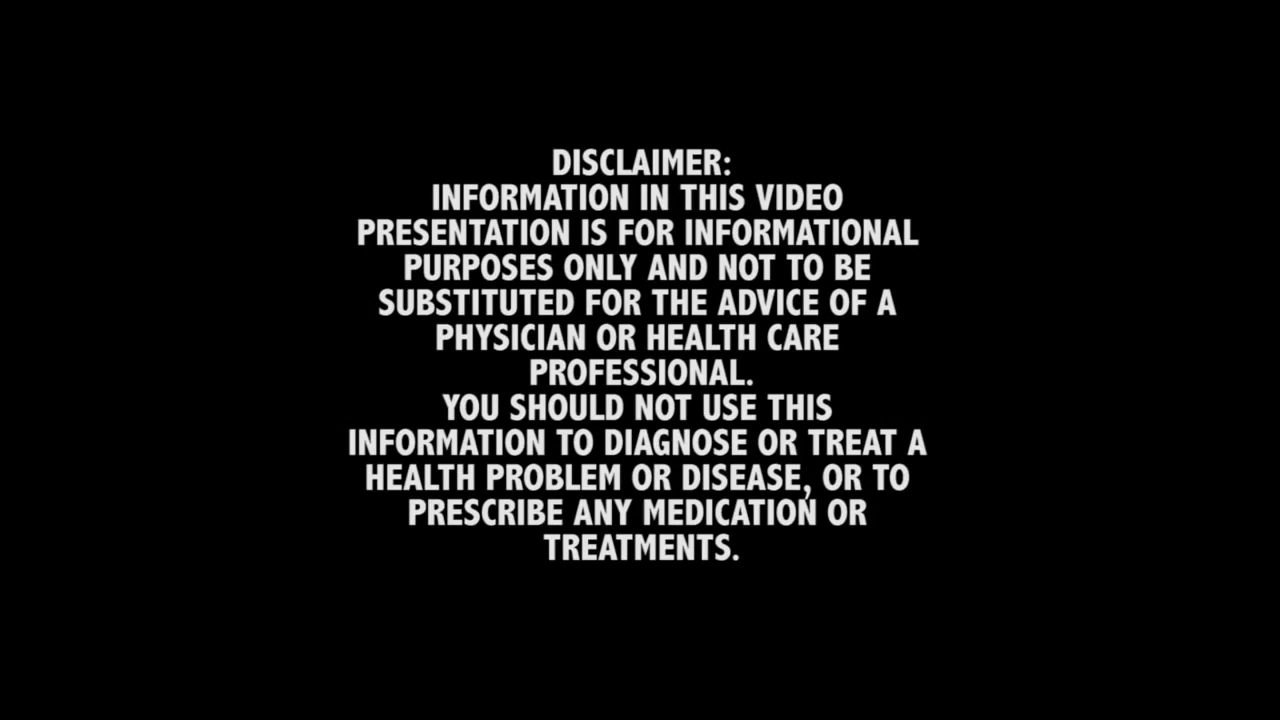 DISCLAIMER:
INFORMATION IN THIS VIDEO
PRESENTATION IS FOR INFORMATIONAL
PURPOSES ONLY AND NOT TO BE
SUBSTITUTED FOR THE ADVICE OF A
PHYSICIAN OR HEALTH CARE
PROFESSIONAL.
YOU SHOULD NOT USE THIS
INFORMATION TO DIAGNOSE OR TREAT A
HEALTH PROBLEM OR DISEASE, OR TO
PRESCRIBE ANY MEDICATION OR
TREATMENTS.